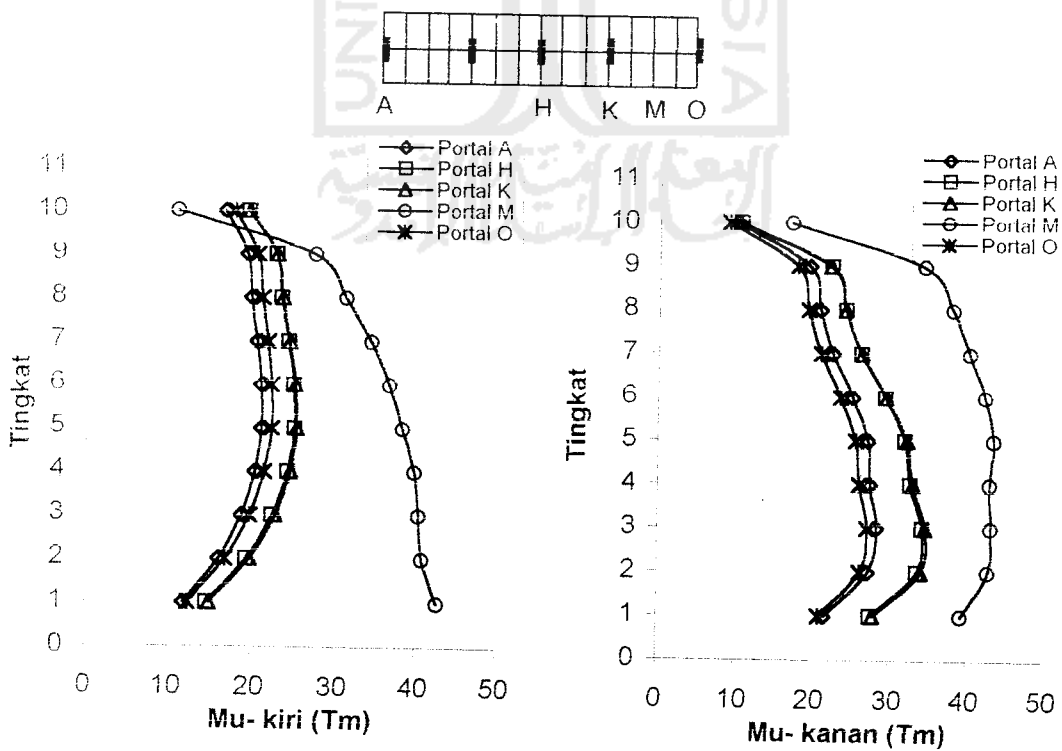 A H K M O
Portal A
Portal H
Portal K
Portal M
Portal O
11
10
9
8
7
6
5
4
3
2
1
0
Tingkat
0 10 20 30 40 50
Mu- kiri (Tm)
Portal A
Portal H
Portal K
Portal M
Portal O
11
10
9
8
7
6
5
4
3
2
1
0
Tingkat
0 10 20 30 40 50
Mu- kanan (Tm)